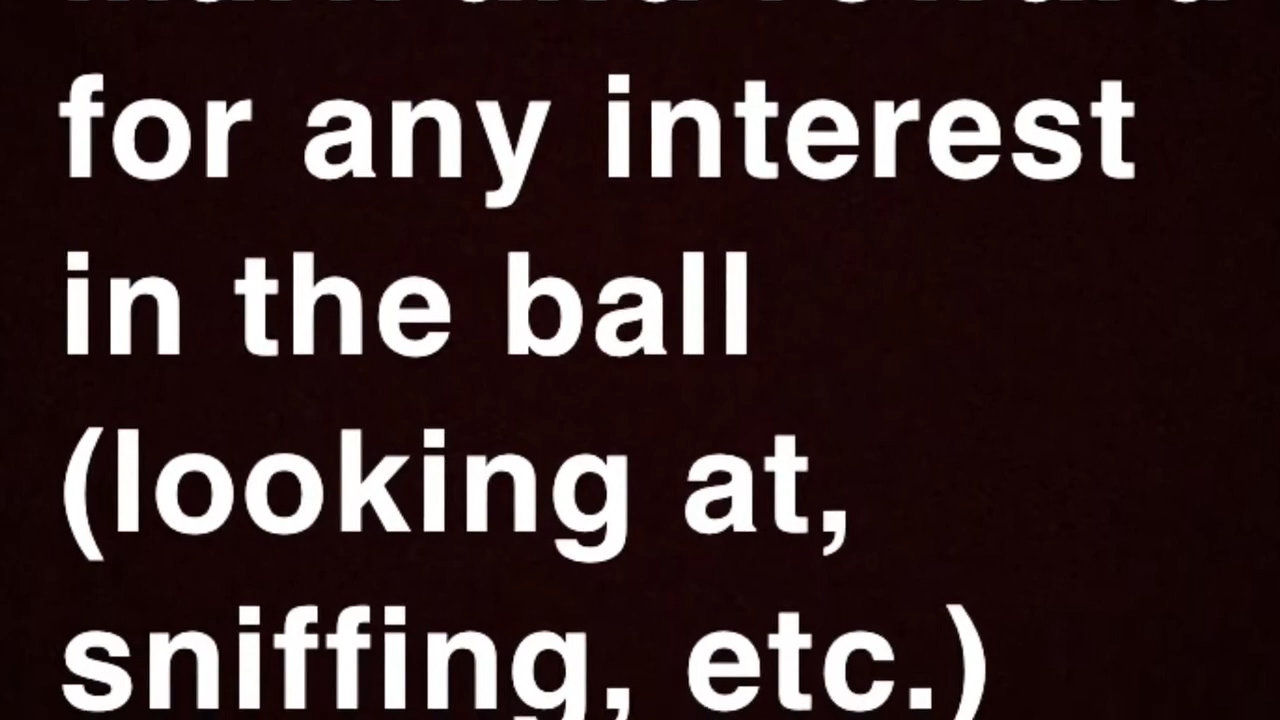 for any interest
in the ball
(looking at,
sniffing, etc.)